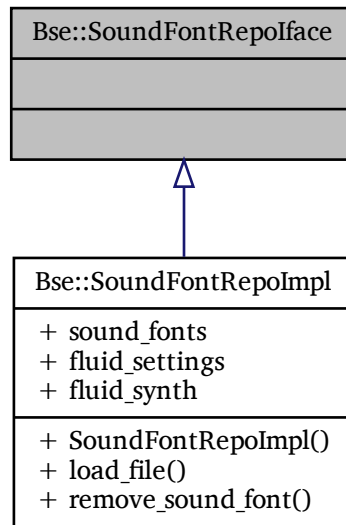 Bse::SoundFontRepoIface
Bse::SoundFontRepoImpl
+ sound_fonts
+ fluid_settings
+ fluid_synth
+ SoundFontRepoImpl()
+ load_file()
+ remove_sound_font()